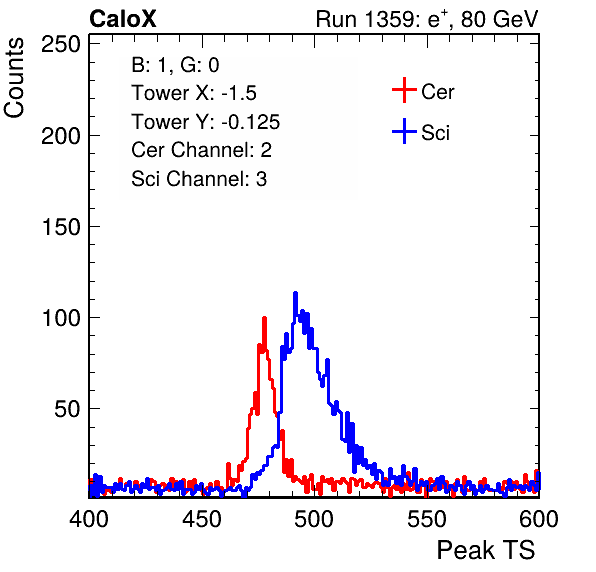 CaloX Run 1359: e⁺, 80 GeV
Counts
250
200
150
100
50
B: 1, G: 0
Tower X: -1.5
Tower Y: -0.125
Cer Channel: 2
Sci Channel: 3
Cer
Sci
400 450 500 550 600
Peak TS